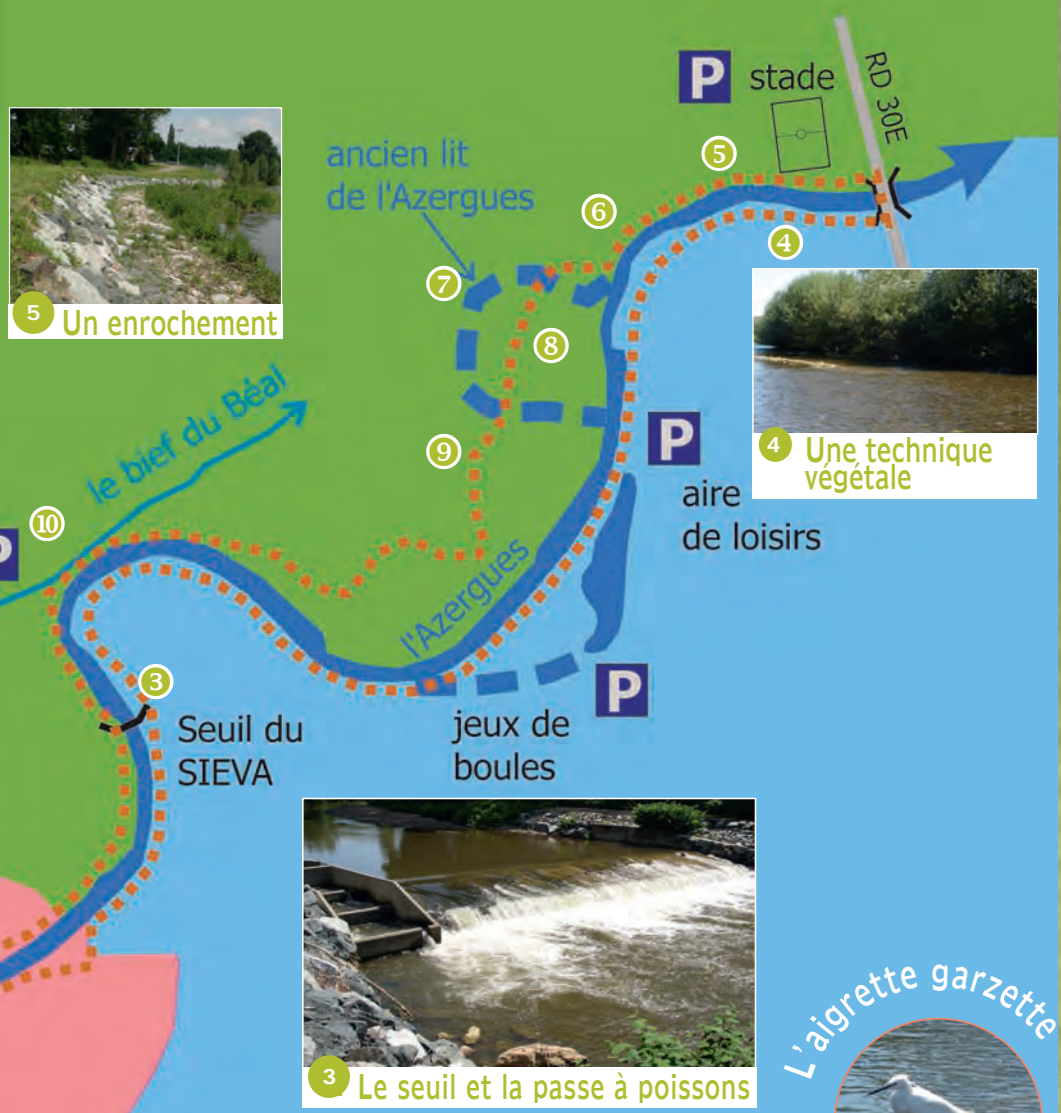 P
stade
RD 30E
5
ancien lit
de l'Azergues
6
4
7
5 Un enrochement
8
4 Une technique
végétale
le bief du Béal
9
P
aire
de loisirs
10
P
l'Azergues
3
Seuil du
SIEVA
jeux de
boules
P
3 Le seuil et la passe à poissons
L'aigrette garzette